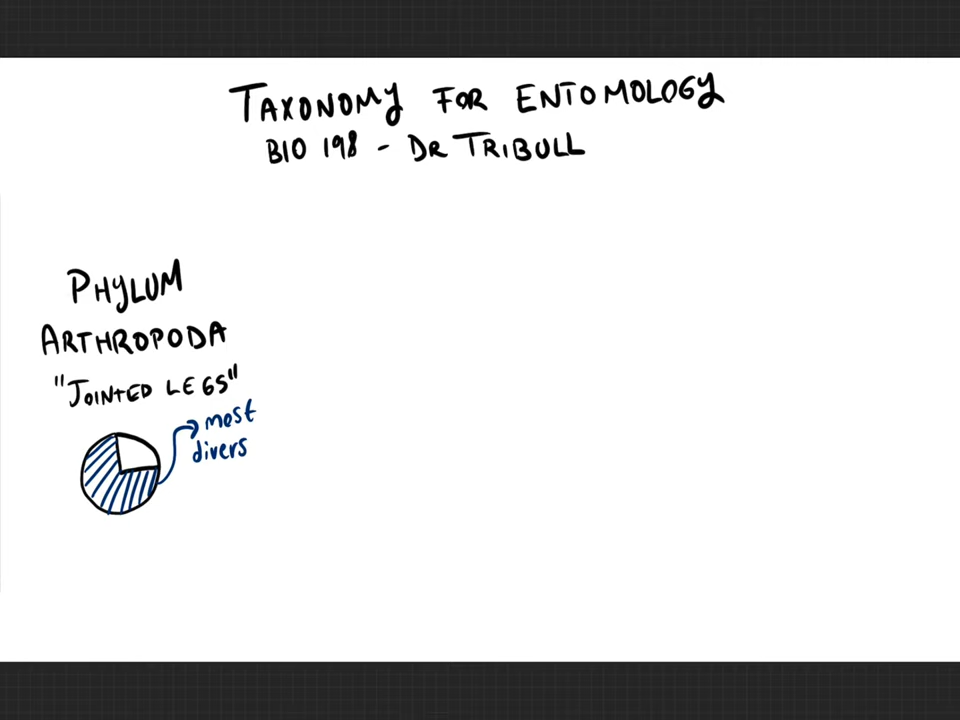 TAXONOMY FOR ENTOMOLOGY
BIO 198 - DR TRIBULL
PHYLUM
ARTHROPODA
"JOINTED LEGS"
most
divers